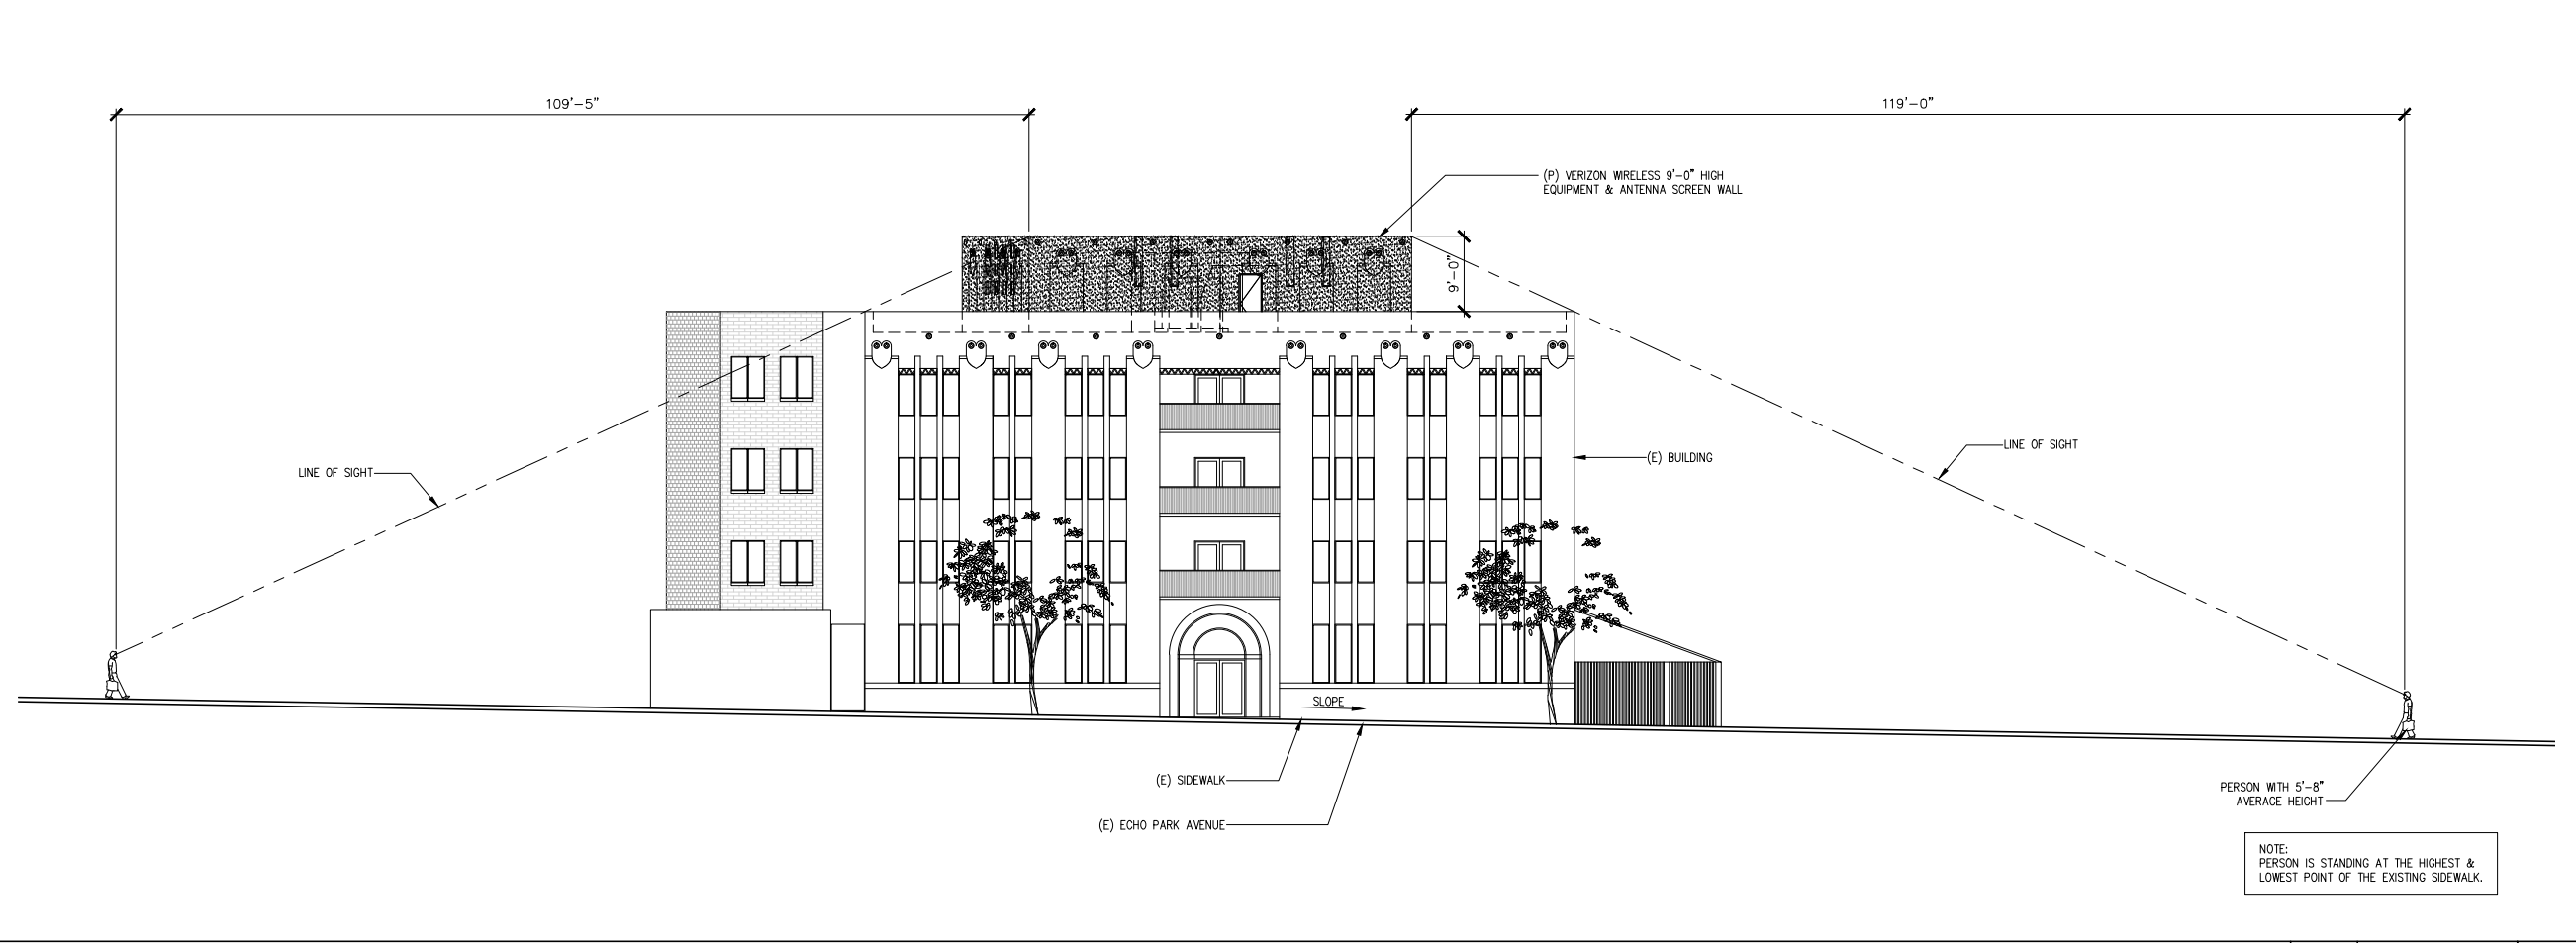 109'-5"
119'-0"
(P) VERIZON WIRELESS 9'-0" HIGH
EQUIPMENT & ANTENNA SCREEN WALL
9'-0"
LINE OF SIGHT
LINE OF SIGHT
(E) BUILDING
SLOPE
(E) SIDEWALK
(E) ECHO PARK AVENUE
PERSON WITH 5'-8"
AVERAGE HEIGHT
NOTE:
PERSON IS STANDING AT THE HIGHEST &
LOWEST POINT OF THE EXISTING SIDEWALK.